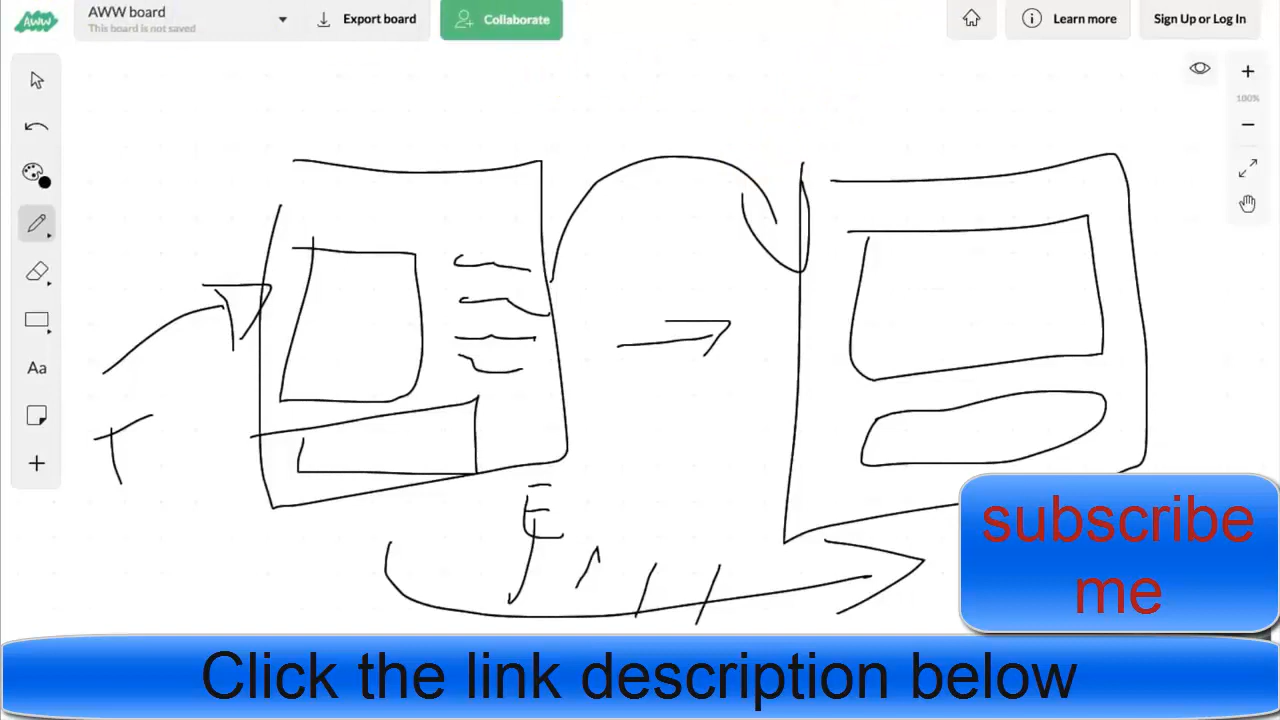 AWW
AWW board
This board is not saved
Export board
Collaborate
Learn more
Sign Up or Log In
100%
Aa
T
E
subscribe
me
Click the link description below